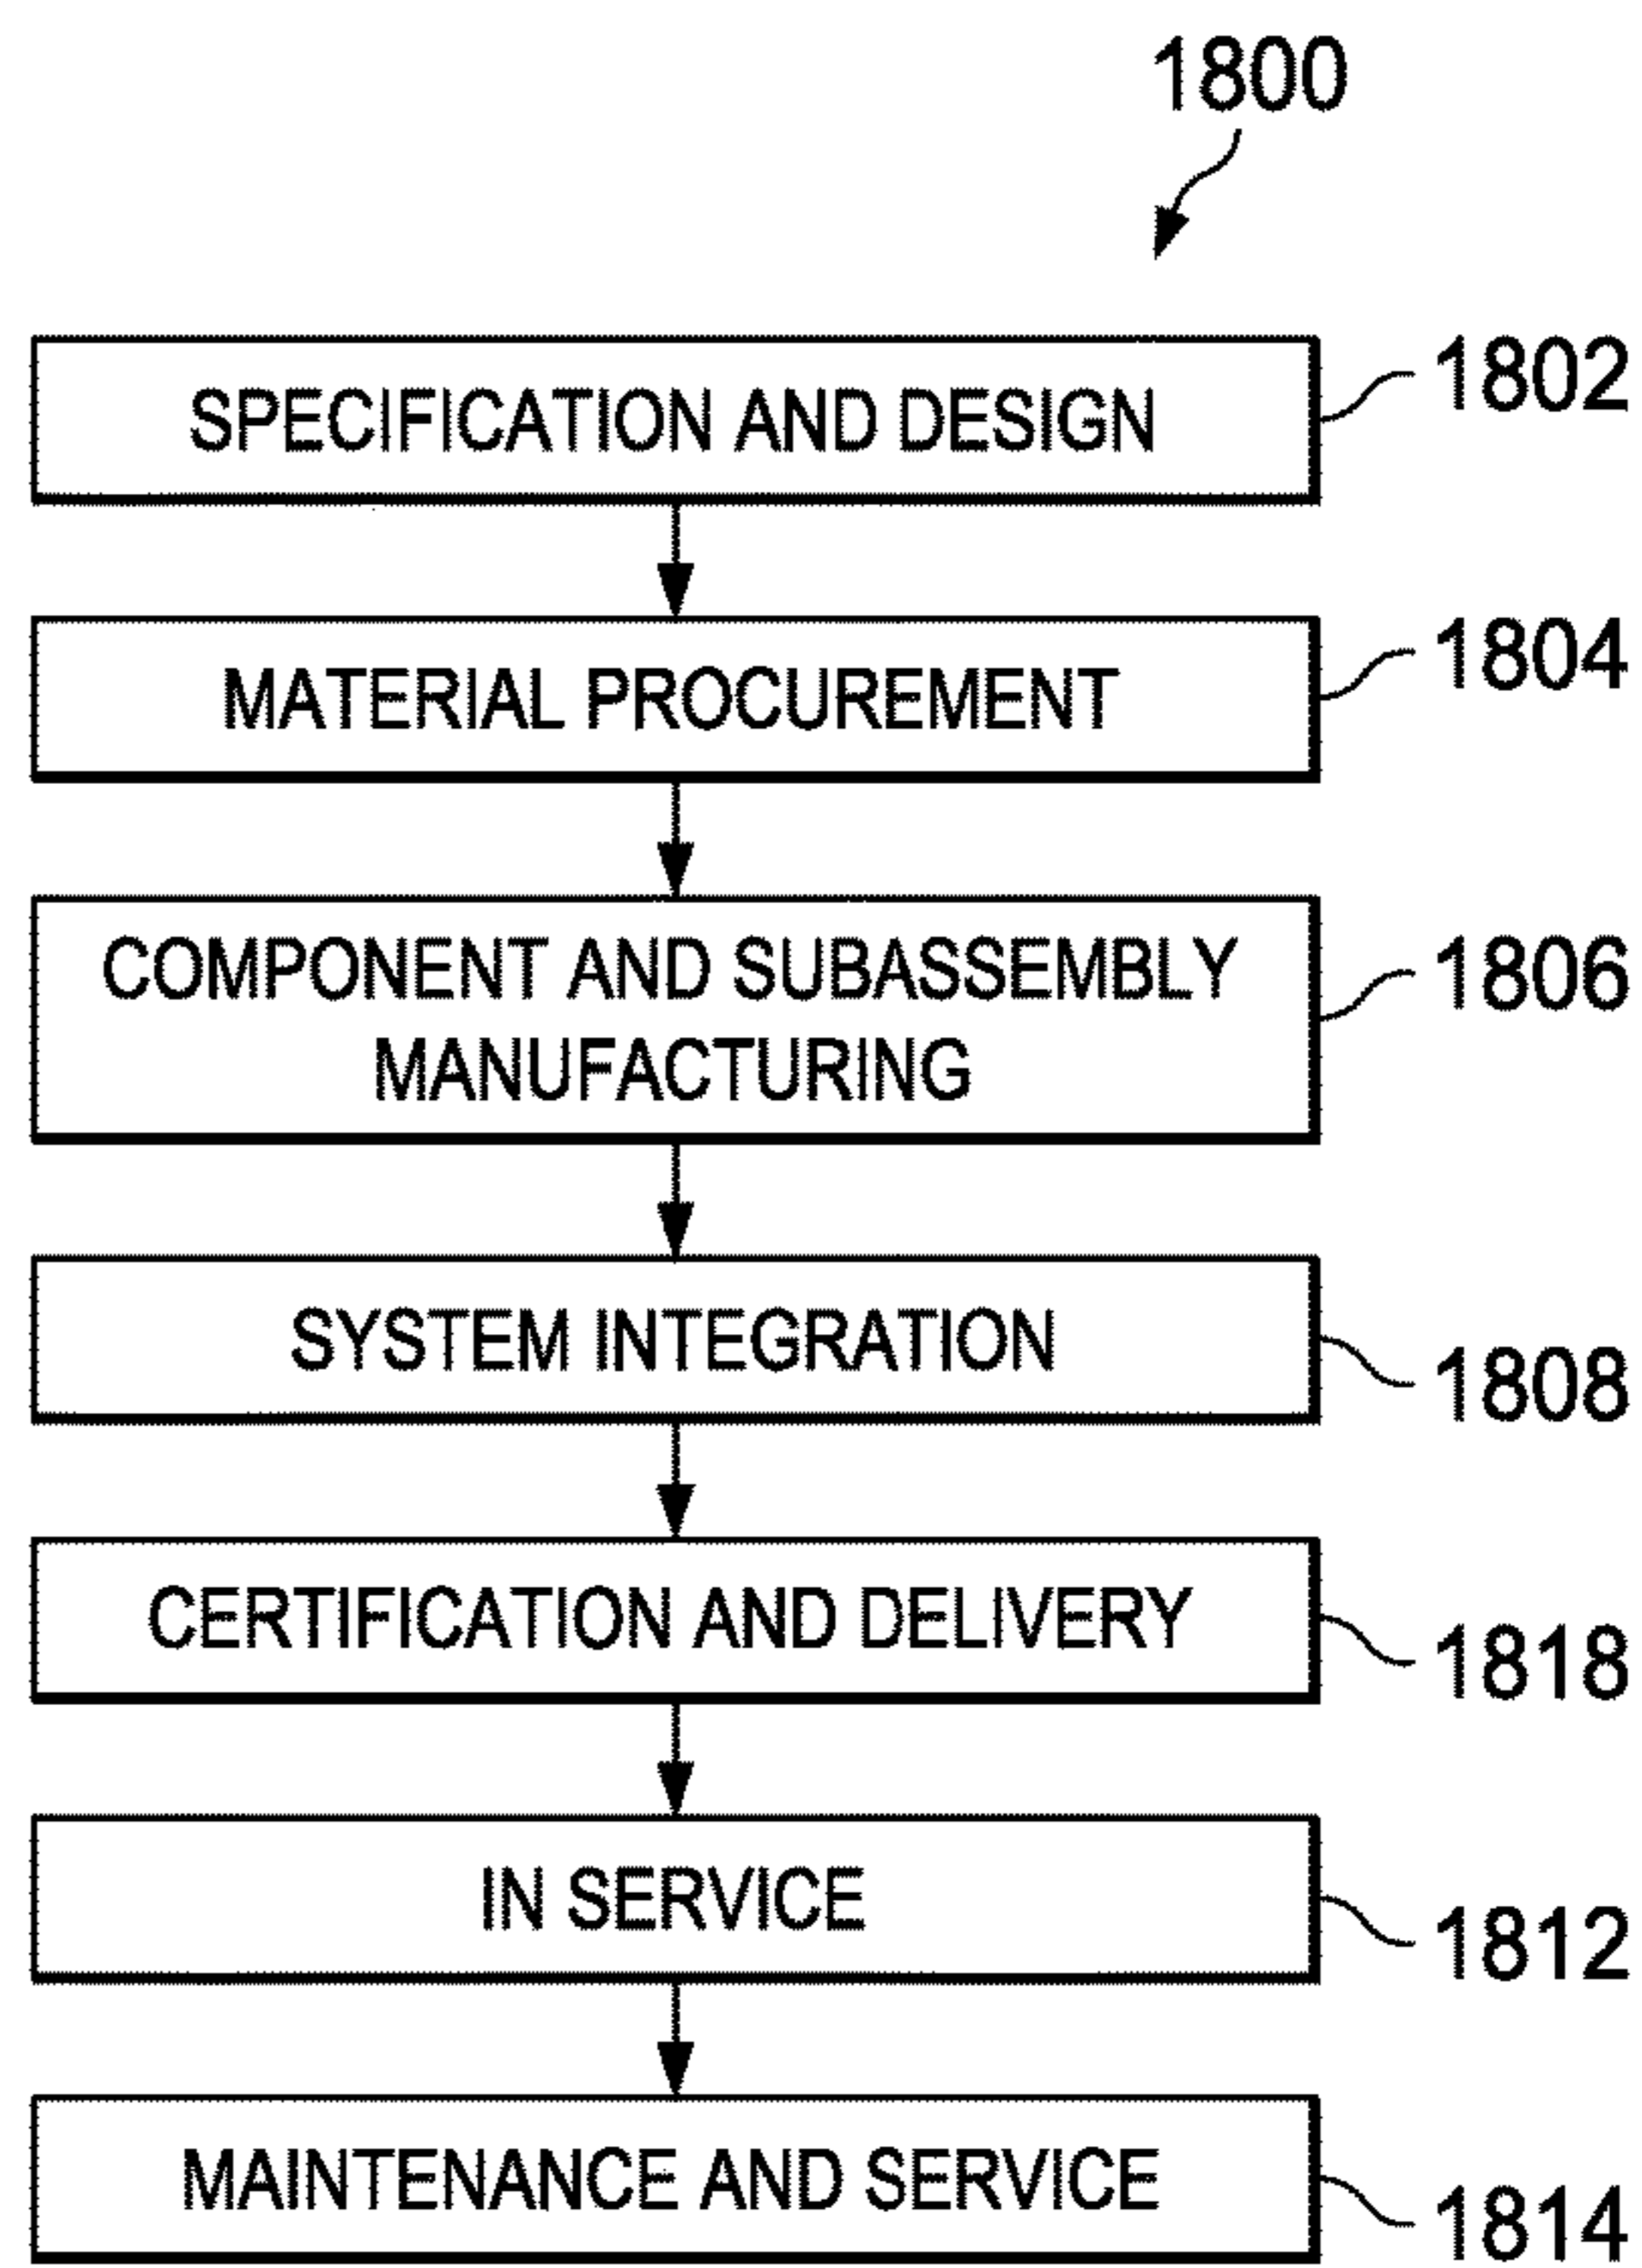 1800
SPECIFICATION AND DESIGN
1802
MATERIAL PROCUREMENT
1804
COMPONENT AND SUBASSEMBLY
MANUFACTURING
1806
SYSTEM INTEGRATION
1808
CERTIFICATION AND DELIVERY
1818
IN SERVICE
1812
MAINTENANCE AND SERVICE
1814